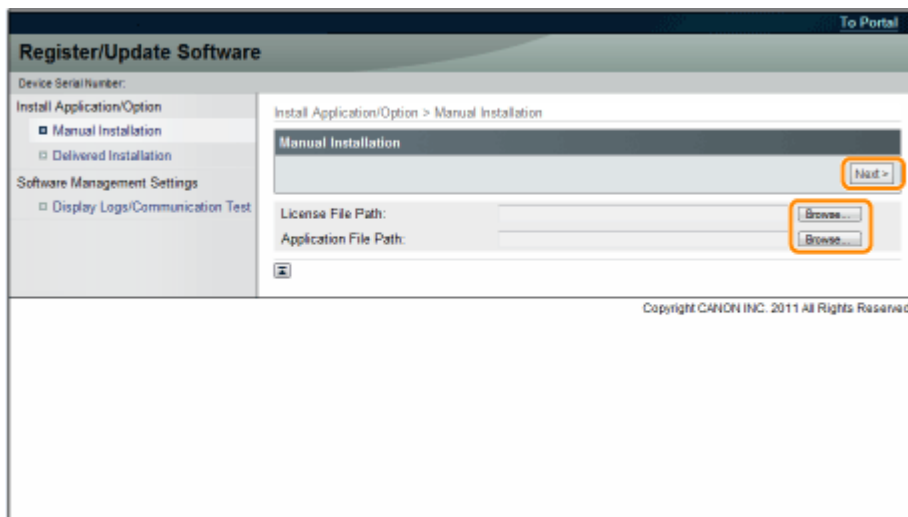 To Portal
Register/Update Software
Device Serial Number:
Install Application/Option
Manual Installation
Delivered Installation
Software Management Settings
Display Logs/Communication Test
Install Application/Option > Manual Installation
Manual Installation
Next >
License File Path:
Browse...
Application File Path:
Browse...
Copyright CANON INC. 2011 All Rights Reserved